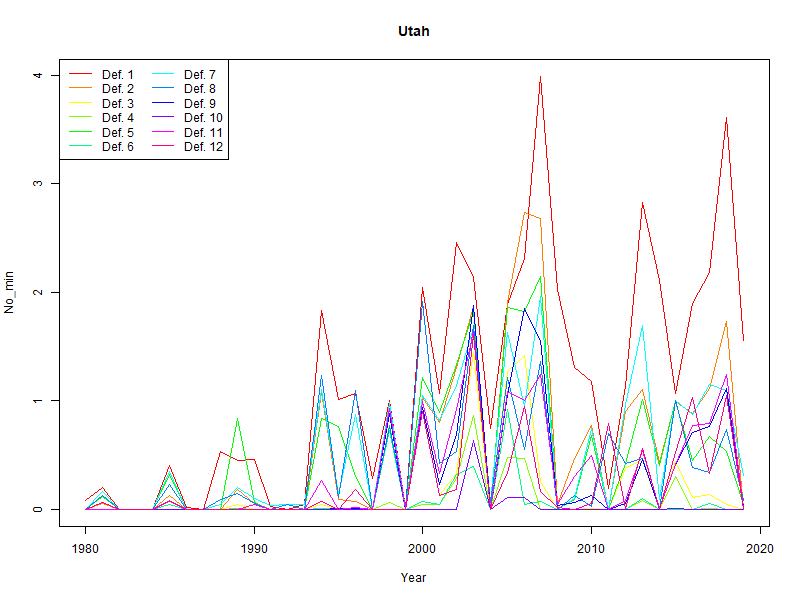 Utah
Def. 1 Def. 7
Def. 2 Def. 8
Def. 3 Def. 9
Def. 4 Def. 10
Def. 5 Def. 11
Def. 6 Def. 12
4
3
2
1
0
No_min
1980 1990 2000 2010 2020
Year